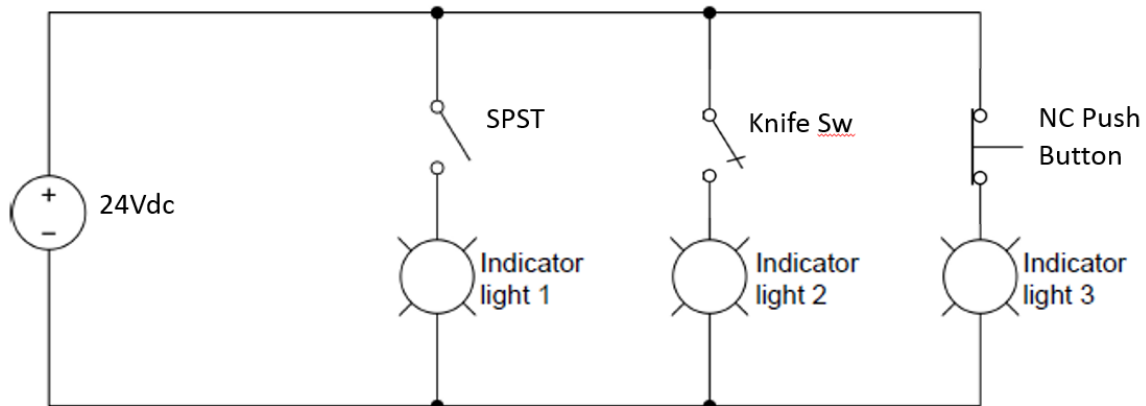 SPST
Knife Sw
NC Push
Button
+
−
24Vdc
Indicator
light 1
Indicator
light 2
Indicator
light 3